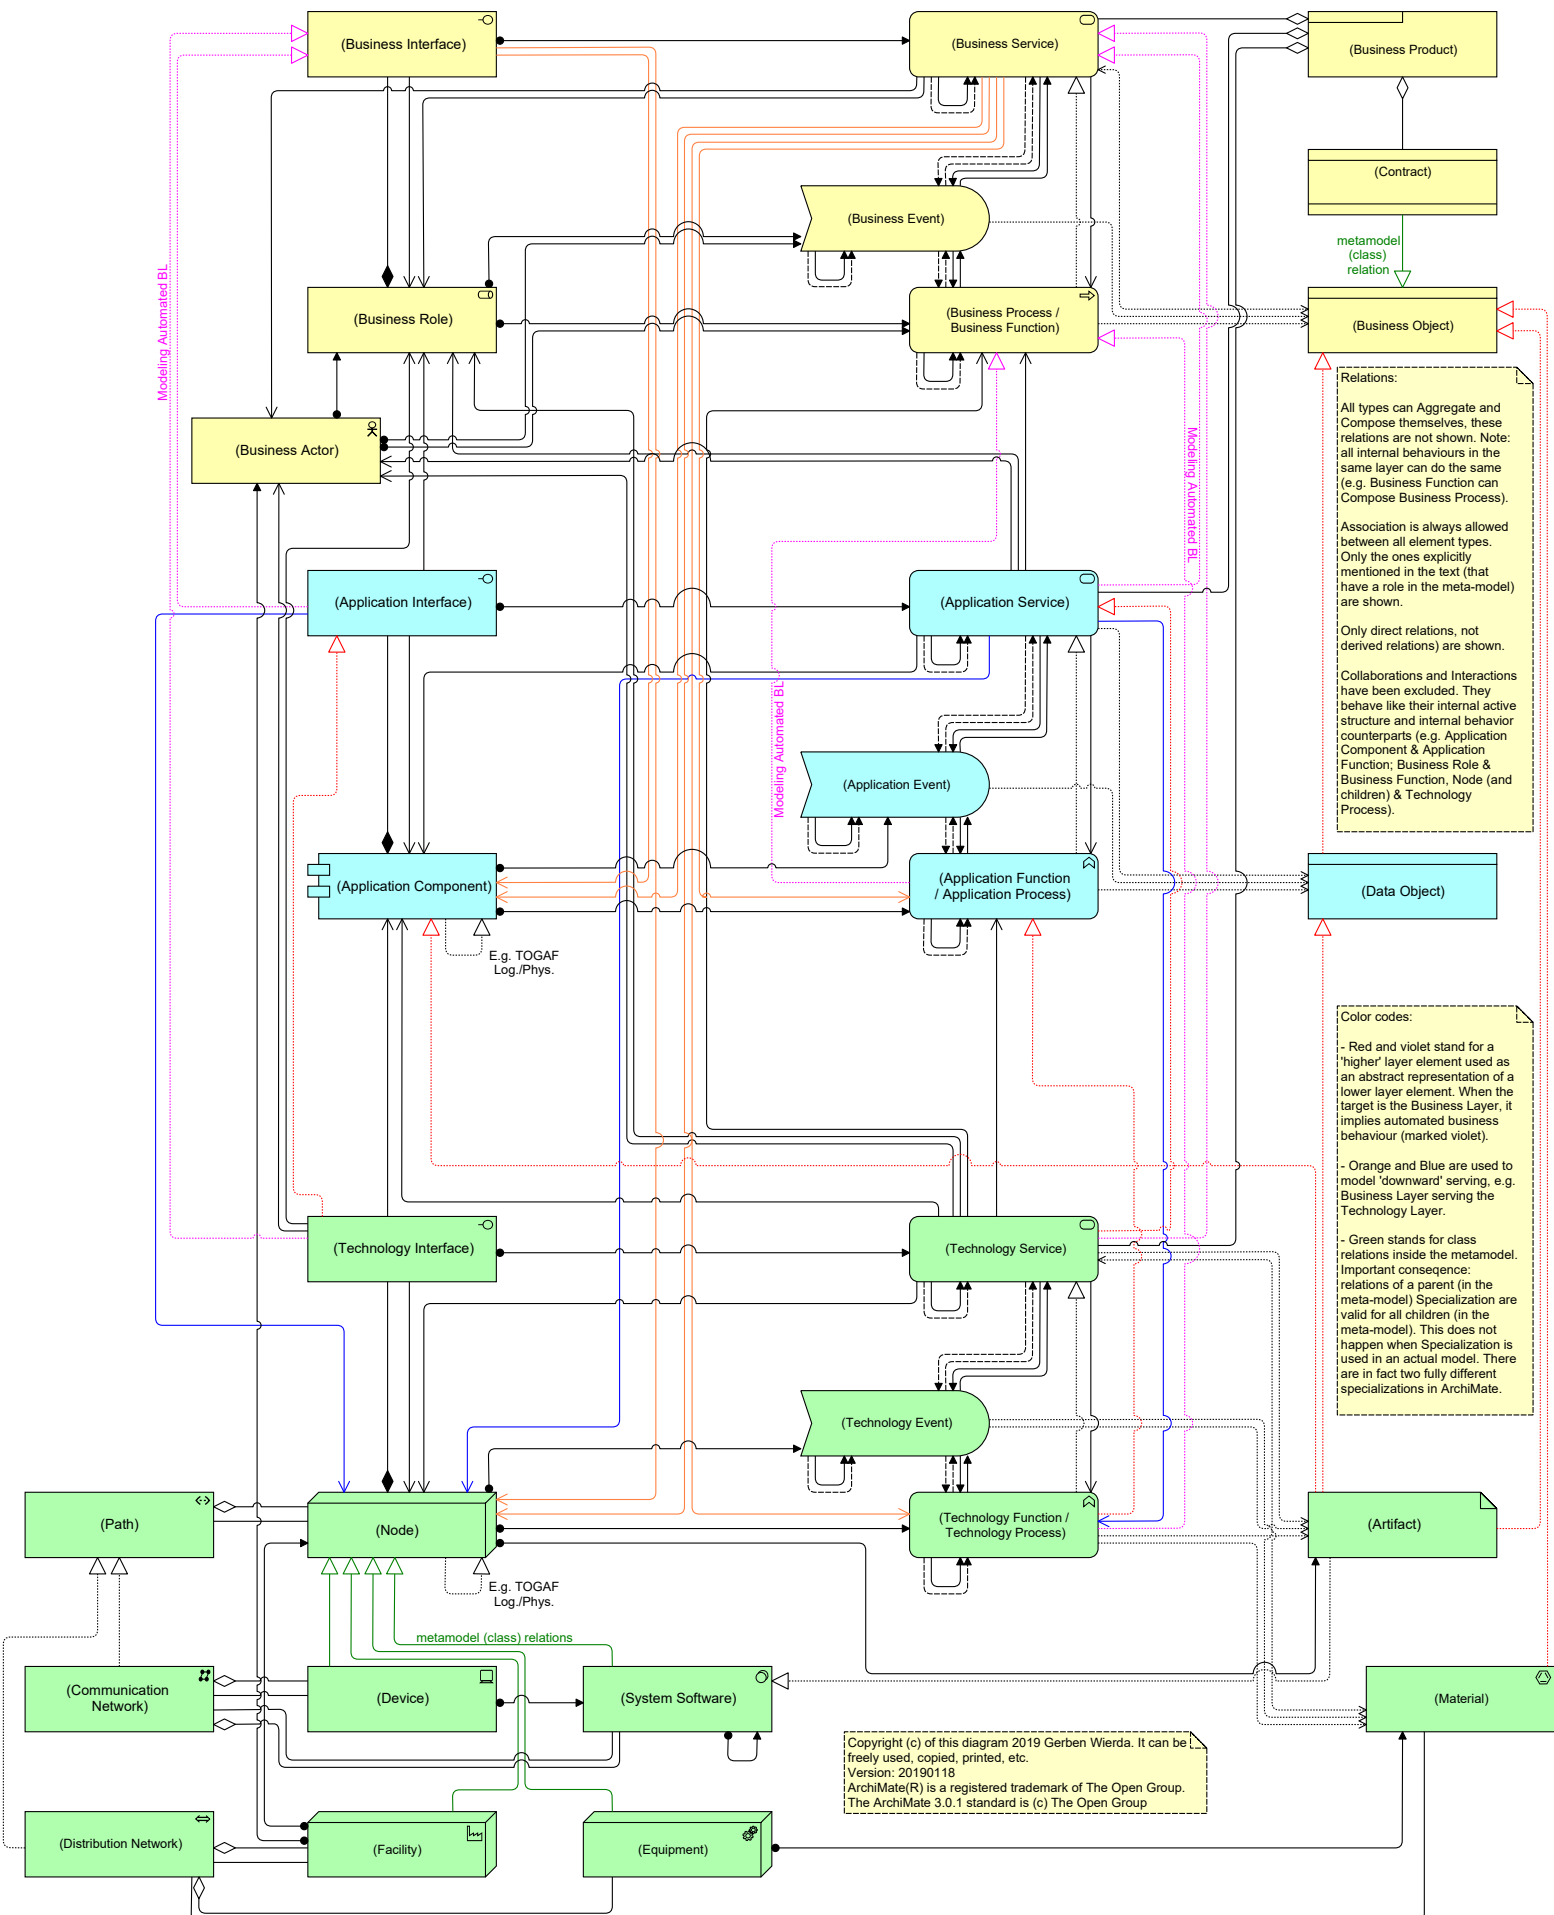 (Business Interface)
(Business Service)
(Business Product)
(Contract)
(Business Event)
metamodel
(class)
relation
Modeling Automated BL
(Business Role)
(Business Process /
Business Function)
(Business Object)
(Business Actor)
Relations:
All types can Aggregate and
Compose themselves, these
relations are not shown. Note:
all internal behaviours in the
same layer can do the same
(e.g. Business Function can
Compose Business Process).
Association is always allowed
between all element types.
Only the ones explicitly
mentioned in the text (that
have a role in the meta-model)
are shown.
Only direct relations, not
derived relations) are shown.
Collaborations and Interactions
have been excluded. They
behave like their internal active
structure and internal behavior
counterparts (e.g. Application
Component & Application
Function; Business Role &
Business Function, Node (and
children) & Technology
Process).
Modeling Automated BL
(Application Interface)
(Application Service)
Modeling Automated BL
(Application Event)
(Application Component)
(Application Function
/ Application Process)
(Data Object)
E.g. TOGAF
Log./Phys.
Color codes:
- Red and violet stand for a
'higher' layer element used as
an abstract representation of a
lower layer element. When the
target is the Business Layer, it
implies automated business
behaviour (marked violet).
- Orange and Blue are used to
model 'downward' serving, e.g.
Business Layer serving the
Technology Layer.
- Green stands for class
relations inside the metamodel.
Important conseqence:
relations of a parent (in the
meta-model) Specialization are
valid for all children (in the
meta-model). This does not
happen when Specialization is
used in an actual model. There
are in fact two fully different
specializations in ArchiMate.
(Technology Interface)
(Technology Service)
(Technology Event)
(Path)
(Node)
(Technology Function /
Technology Process)
(Artifact)
E.g. TOGAF
Log./Phys.
metamodel (class) relations
(Communication
Network)
(Device)
(System Software)
(Material)
Copyright (c) of this diagram 2019 Gerben Wierda. It can be
freely used, copied, printed, etc.
Version: 20190118
ArchiMate(R) is a registered trademark of The Open Group.
The ArchiMate 3.0.1 standard is (c) The Open Group
(Distribution Network)
(Facility)
(Equipment)